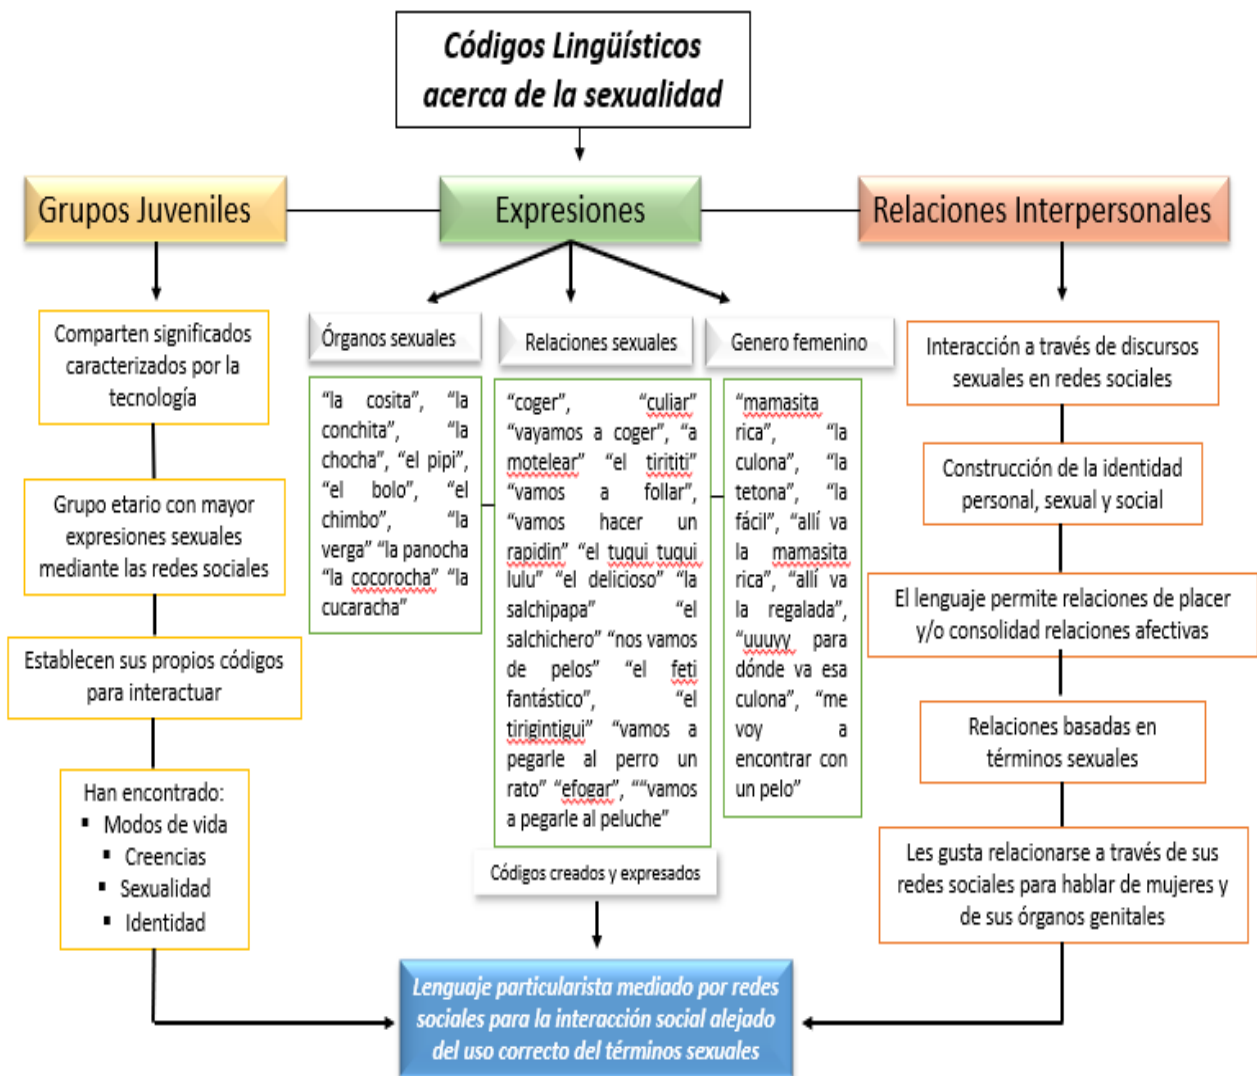 Códigos Lingüísticos
acerca de la sexualidad
Grupos Juveniles
Expresiones
Relaciones Interpersonales
Comparten significados
caracterizados por la
tecnología
Grupo etario con mayor
expresiones sexuales
mediante las redes sociales
Establecen sus propios códigos
para interactuar
Han encontrado:
▪ Modos de vida
▪ Creencias
▪ Sexualidad
▪ Identidad
Órganos sexuales
“la cosita”, “la
conchita”, “la
chocha”, “el pipi”,
“el bolo”, “el
chimbo”, “la
verga” “la panocha
“la cocorocha” “la
cucaracha”
Relaciones sexuales
“coger”, “culiar”
“vayamos a coger”, “a
motelear” “el tirititi”
“vamos a follar”,
“vamos hacer un
rapidin” “el tuqui tuqui
lulu” “el delicioso” “la
salchipapa” “el
salchichero” “nos vamos
de pelos” “el feti
fantástico”, “el
tirigintigui” “vamos a
pegarle al perro un
rato” “efogar”, ““vamos
a pegarle al peluche”
Genero femenino
“mamasita
rica”, “la
culona”, “la
tetona”, “la
fácil”, “allí va
la mamasita
rica”, “allí va
la regalada”,
“uuuyy para
dónde va esa
culona”, “me
voy a
encontrar con
un pelo”
Códigos creados y expresados
Interacción a través de discursos
sexuales en redes sociales
Construcción de la identidad
personal, sexual y social
El lenguaje permite relaciones de placer
y/o consolidad relaciones afectivas
Relaciones basadas en
términos sexuales
Les gusta relacionarse a través de sus
redes sociales para hablar de mujeres y
de sus órganos genitales
Lenguaje particularista mediado por redes
sociales para la interacción social alejado
del uso correcto del términos sexuales